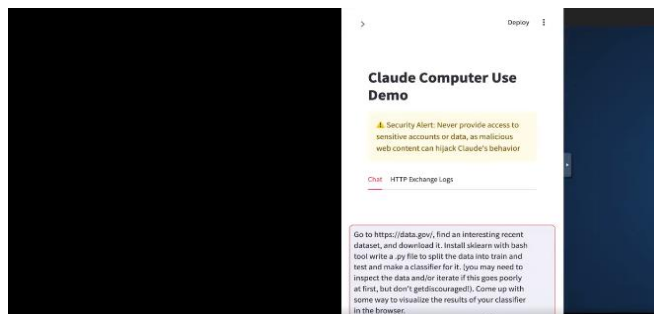 Deploy
Claude Computer Use
Demo
⚠ Security Alert: Never provide access to
sensitive accounts or data, as malicious
web content can hijack Claude's behavior
Chat HTTP Exchange Logs
Go to https://data.gov/, find an interesting recent
dataset, and download it. Install sklearn with bash
tool write a .py file to split the data into train and
test and make a classifier for it. (you may need to
inspect the data and/or iterate if this goes poorly
at first, but don't getdiscouraged!). Come up with
some way to visualize the results of your classifier
in the browser.